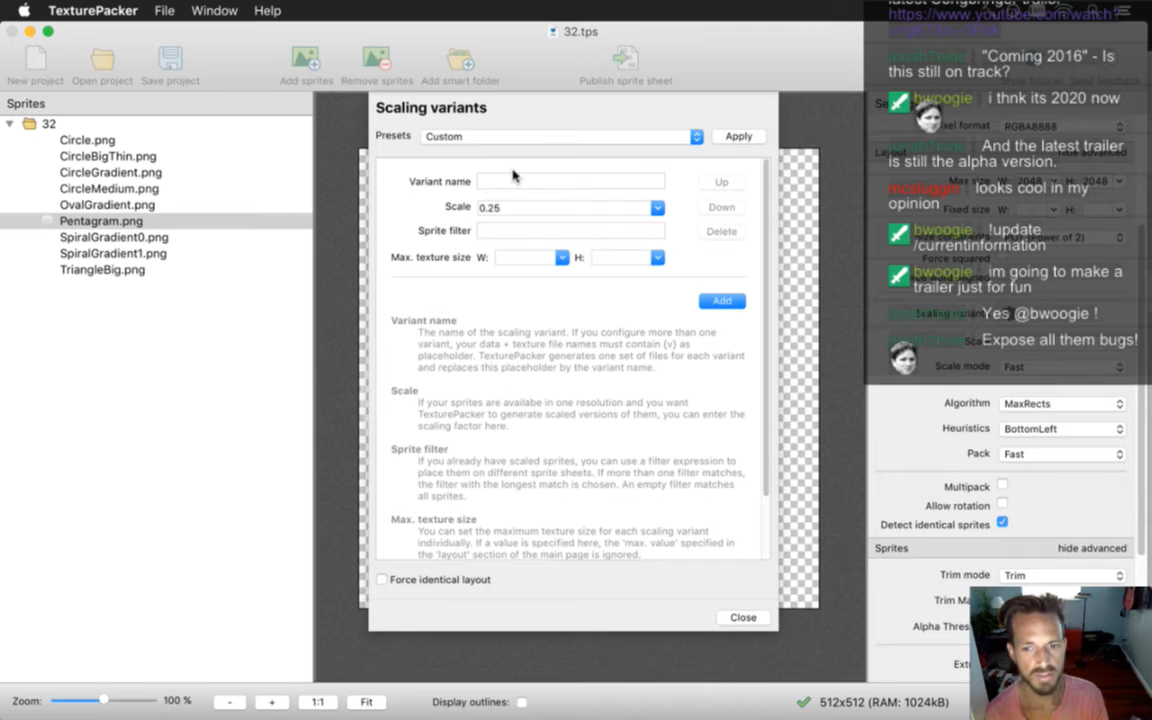 TexturePacker File Window Help
32.tps
New project Open project Save project Add sprites Remove sprites Add smart folder Publish sprite sheet
Sprites
32
Circle.png
CircleBigThin.png
CircleGradient.png
CircleMedium.png
OvalGradient.png
Pentagram.png
SpiralGradient0.png
SpiralGradient1.png
TriangleBig.png
Scaling variants
Presets Custom Apply
Variant name Up
Scale 0.25 Down
Sprite filter Delete
Max. texture size W: H:
Add
Variant name
The name of the scaling variant. If you configure more than one
variant, your data + texture file names must contain {v} as
placeholder. TexturePacker generates one set of files for each variant
and replaces this placeholder by the variant name.
Scale
If your sprites are availabe in one resolution and you want
TexturePacker to generate scaled versions of them, you can enter the
scaling factor here.
Sprite filter
If you already have scaled sprites, you can use a filter expression to
place them on different sprite sheets. If more than one filter matches,
the filter with the longest match is chosen. An empty filter matches
all sprites.
Max. texture size
You can set the maximum texture size for each scaling variant
individually. If a value is specified here, the 'max. value' specified in
the 'layout' section of the main page is ignored.
Force identical layout
Close
https://www.youtube.com/watch?
"Coming 2016" - Is
this still on track?
bwoogie i thnk its 2020 now
RGBA8888
And the latest trailer
is still the alpha version.
mcsluggin looks cool in my
opinion
bwoogie !update
/currentinformation
bwoogie im going to make a
trailer just for fun
Yes @bwoogie !
Expose all them bugs!
Scale mode Fast
Algorithm MaxRects
Heuristics BottomLeft
Pack Fast
Multipack
Allow rotation
Detect identical sprites
Sprites hide advanced
Trim mode Trim
Trim
Alpha
Zoom: 100 % - + 1:1 Fit Display outlines: 512x512 (RAM: 1024kB)